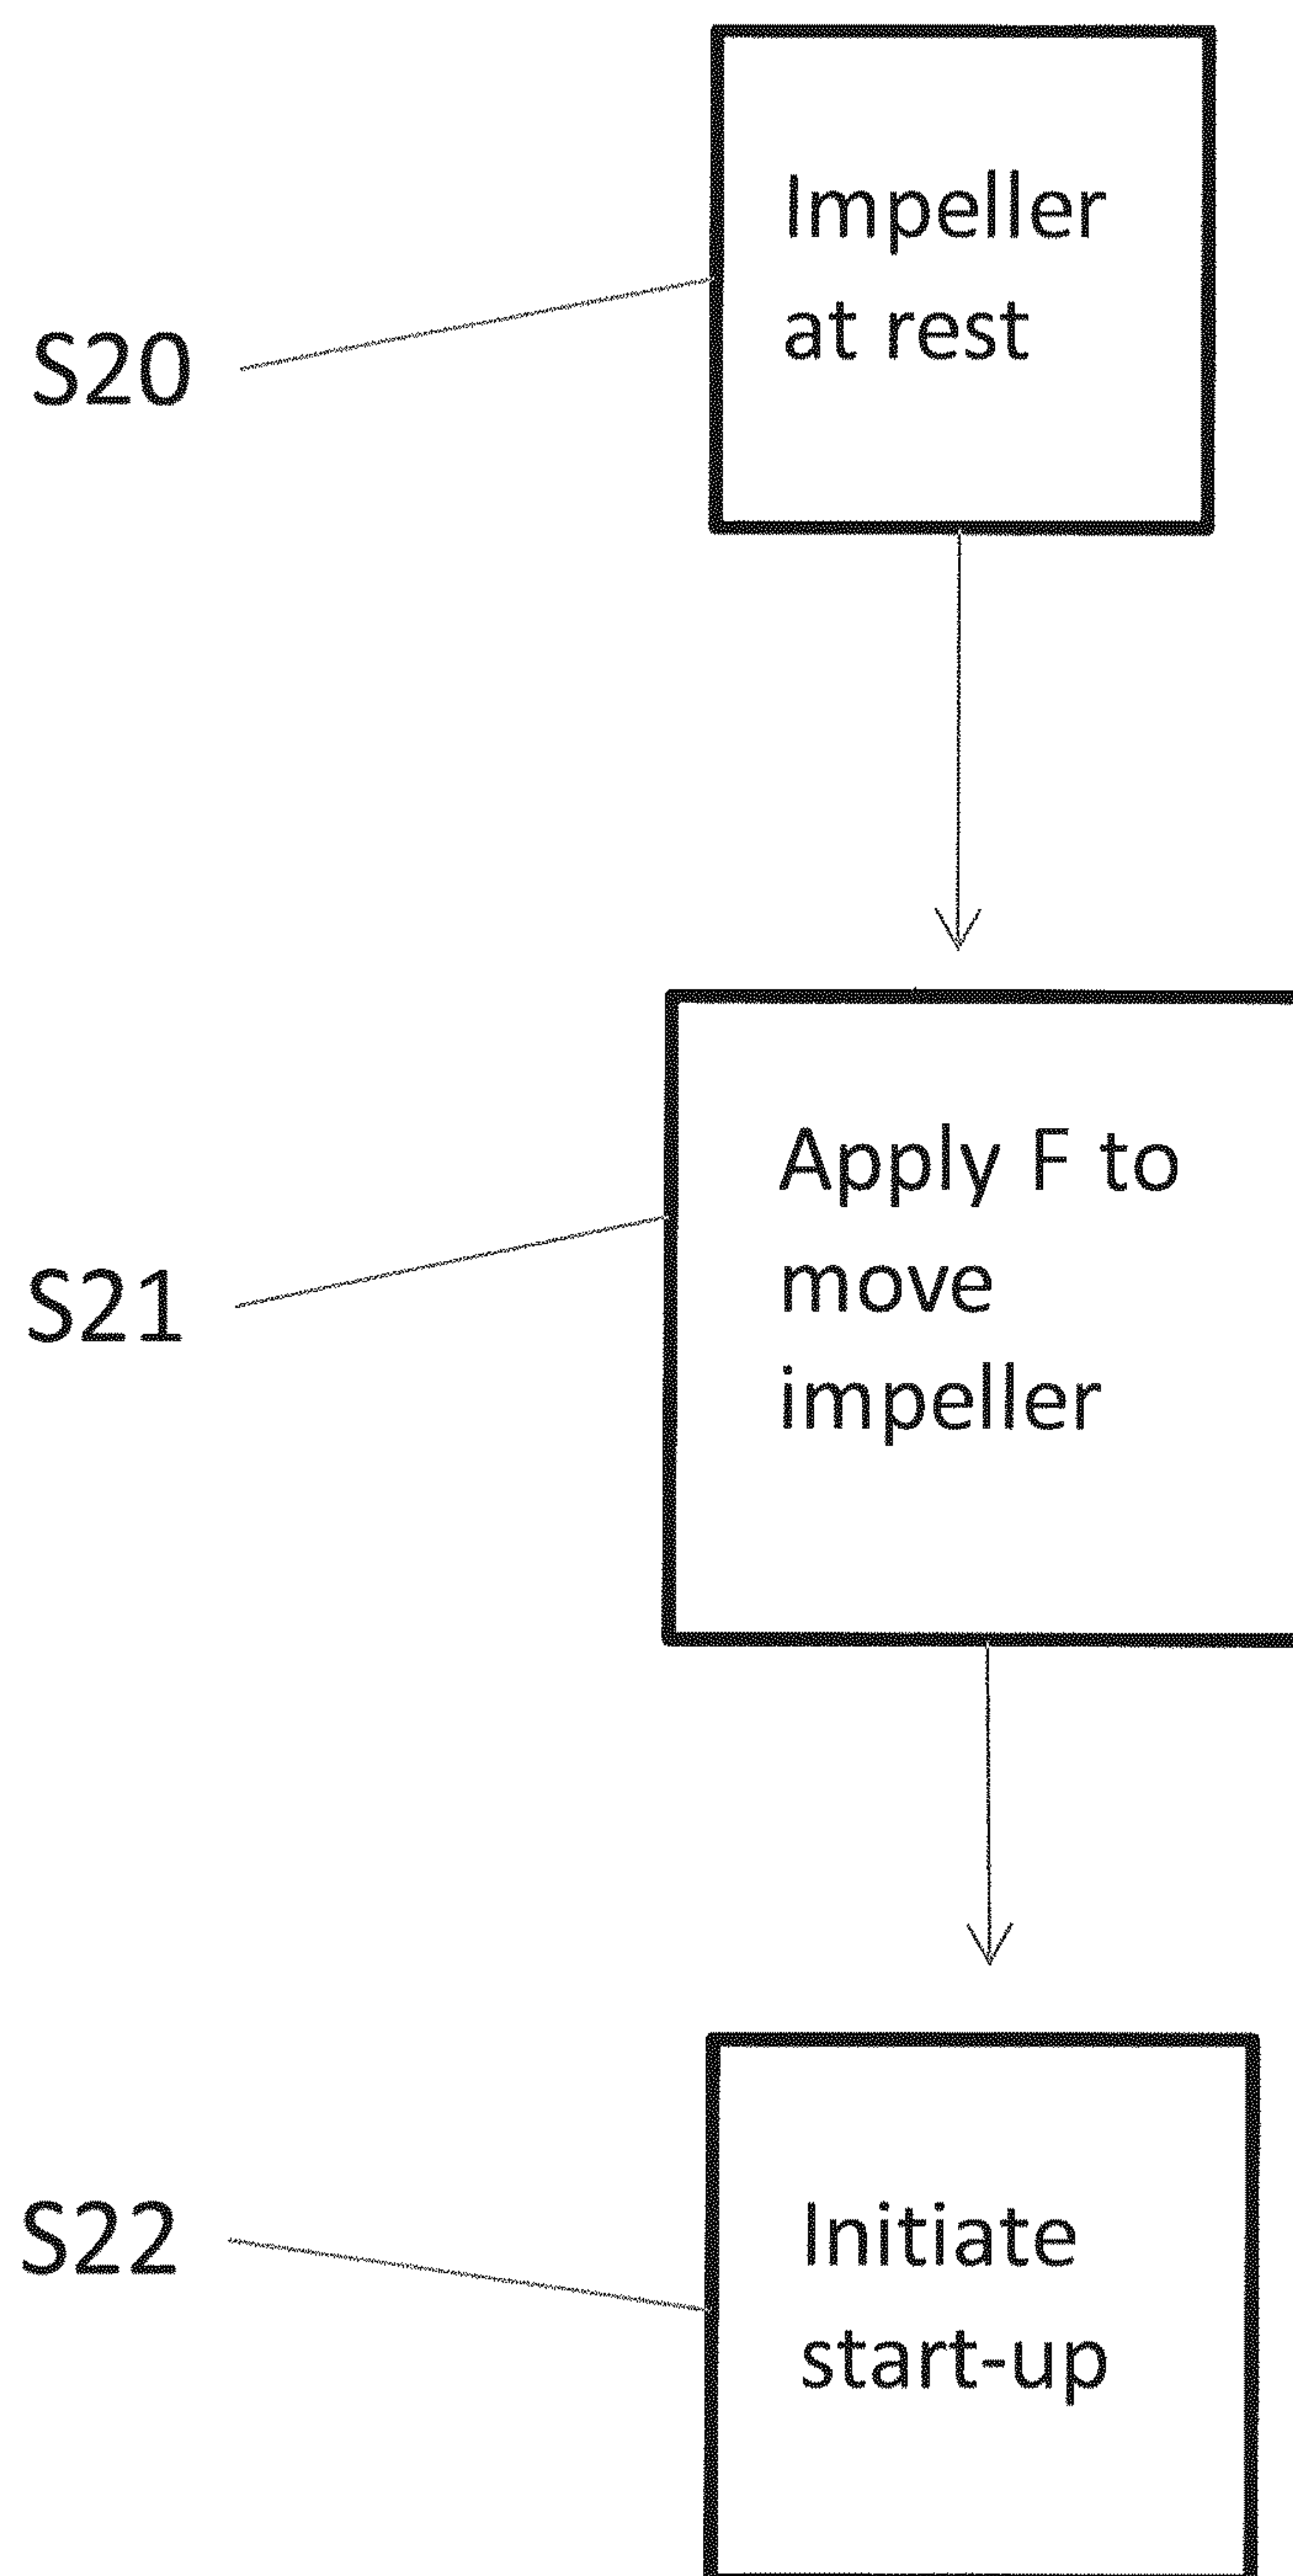 Impeller
at rest
S20
Apply F to
move
impeller
S21
Initiate
start-up
S22